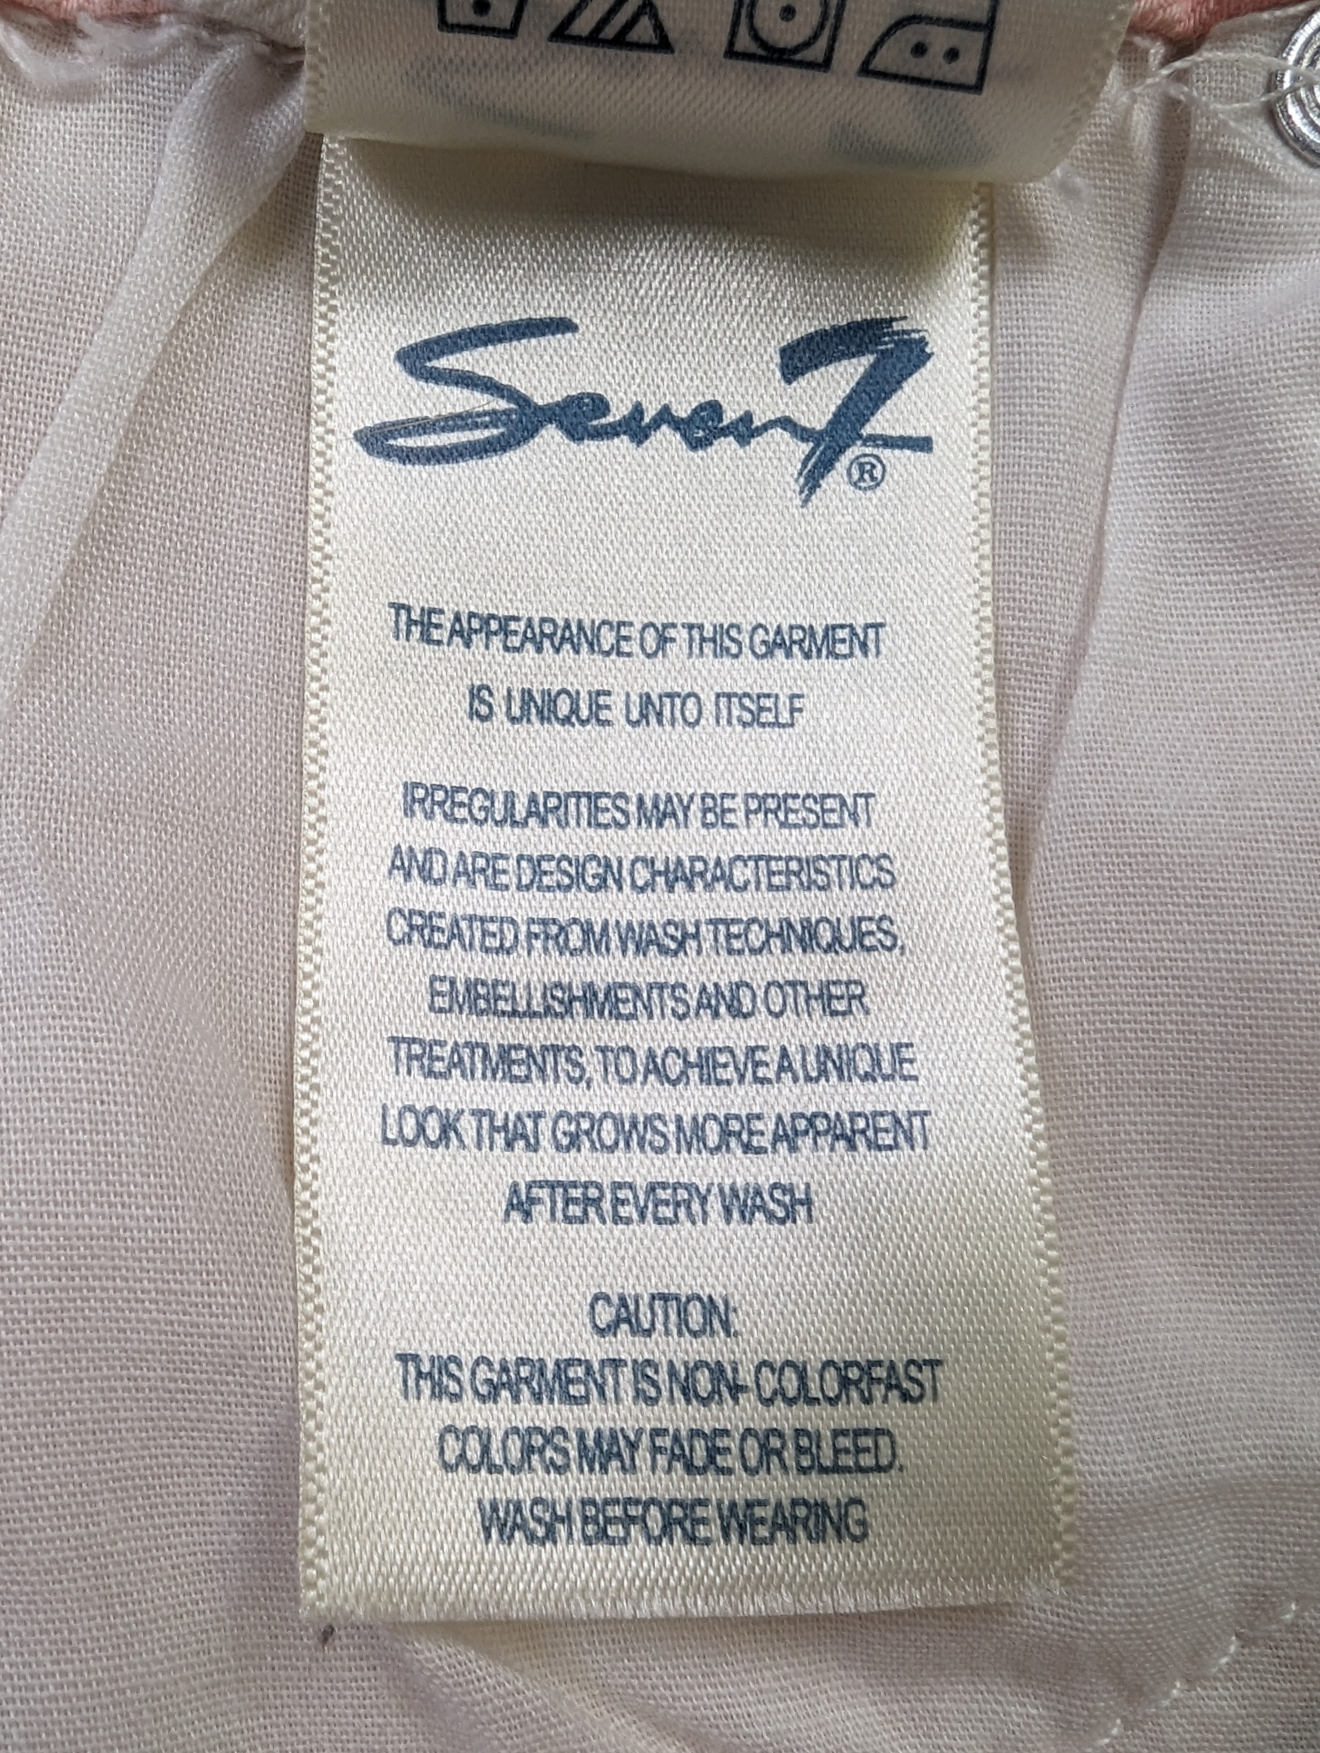 Seven7®
THE APPEARANCE OF THIS GARMENT
IS UNIQUE UNTO ITSELF
IRREGULARITIES MAY BE PRESENT
AND ARE DESIGN CHARACTERISTICS
CREATED FROM WASH TECHNIQUES,
EMBELLISHMENTS AND OTHER
TREATMENTS, TO ACHIEVE A UNIQUE
LOOK THAT GROWS MORE APPARENT
AFTER EVERY WASH
CAUTION:
THIS GARMENT IS NON- COLORFAST
COLORS MAY FADE OR BLEED.
WASH BEFORE WEARING